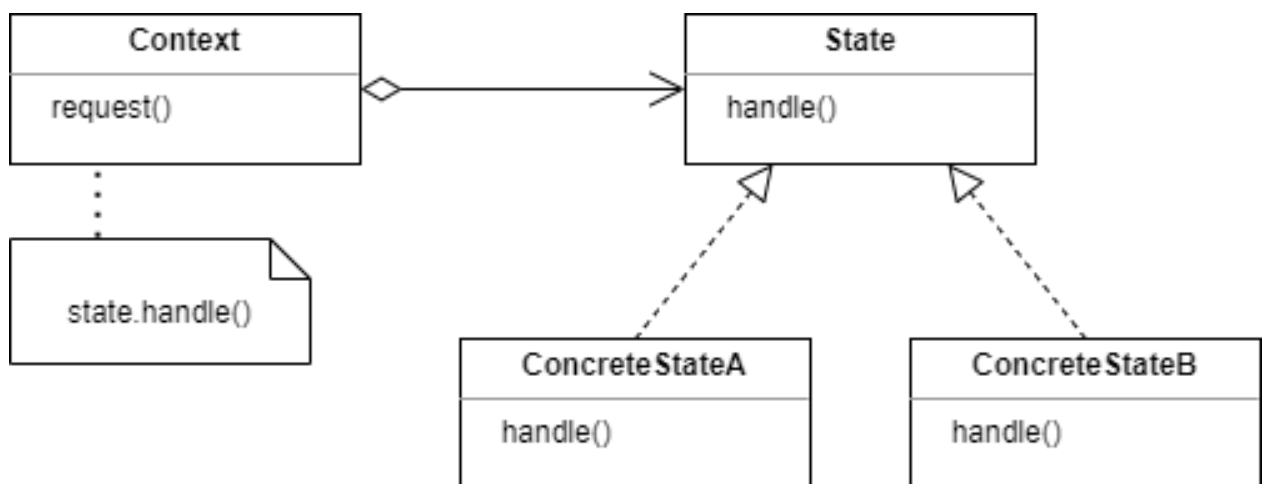 Context
request()
State
handle()
state.handle()
ConcreteStateA
handle()
ConcreteStateB
handle()